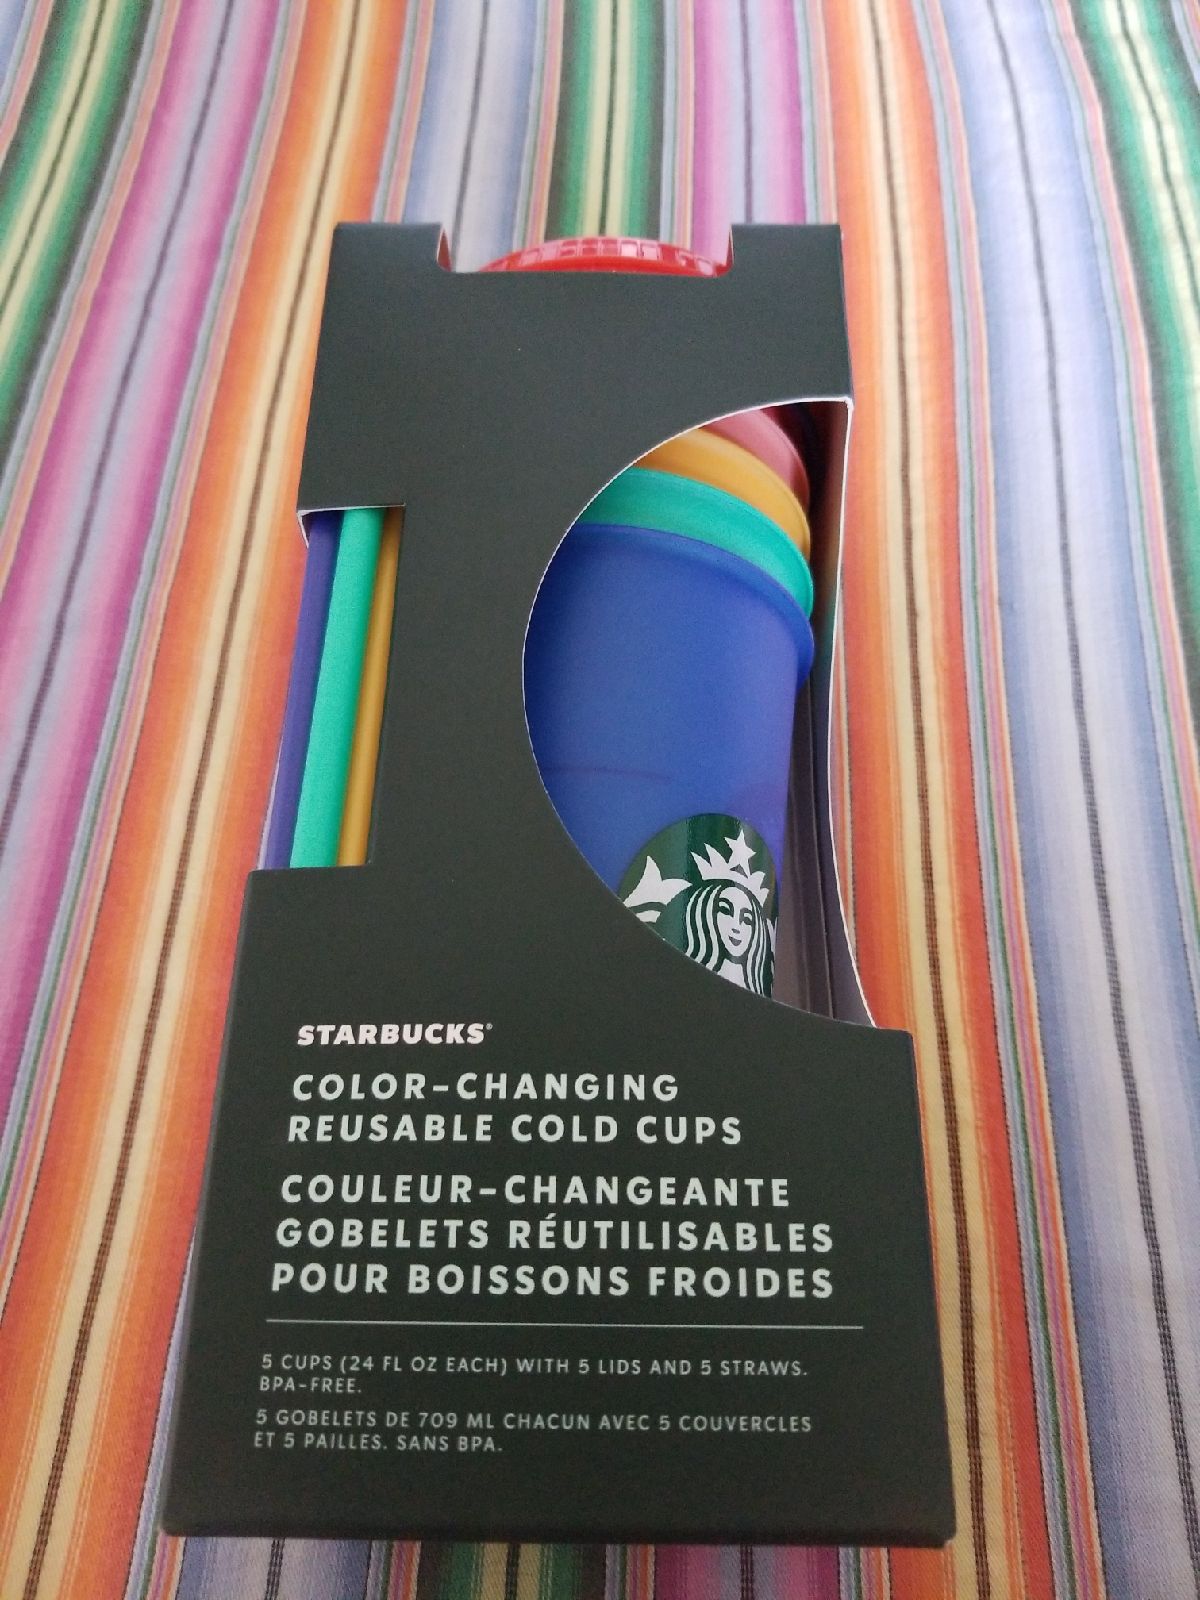 STARBUCKS®
COLOR-CHANGING
REUSABLE COLD CUPS
COULEUR-CHANGEANTE
GOBELETS RÉUTILISABLES
POUR BOISSONS FROIDES
5 CUPS (24 FL OZ EACH) WITH 5 LIDS AND 5 STRAWS.
BPA-FREE.
5 GOBELETS DE 709 ML CHACUN AVEC 5 COUVERCLES
ET 5 PAILLES. SANS BPA.